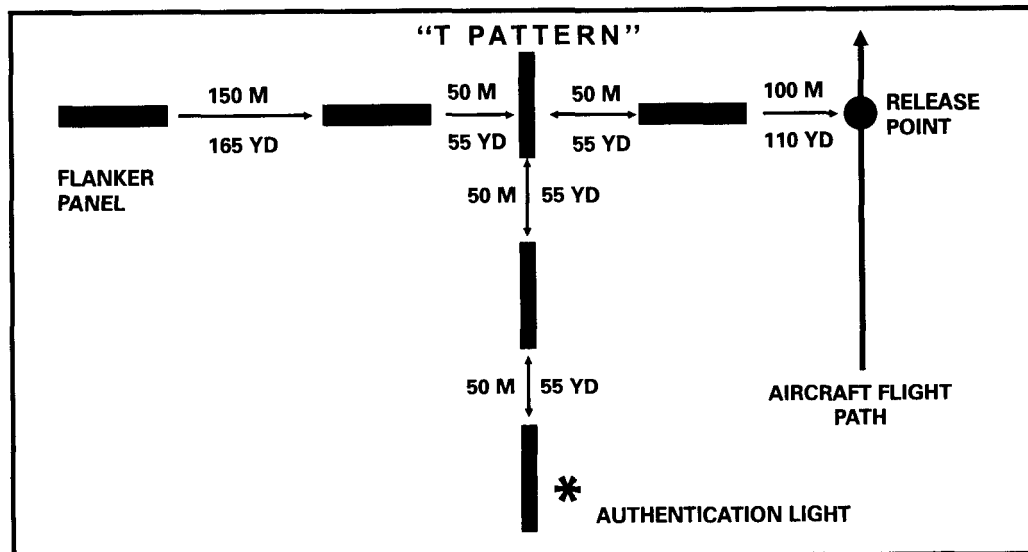 "T PATTERN"
150 M
50 M
50 M
100 M
165 YD
55 YD
55 YD
110 YD
RELEASE
POINT
FLANKER
PANEL
50 M
55 YD
50 M
55 YD
AIRCRAFT FLIGHT
PATH
*
AUTHENTICATION LIGHT